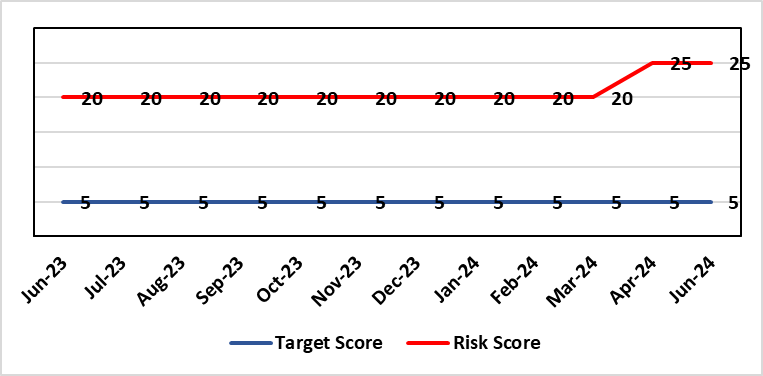 25 25
20 20 20 20 20 20 20 20 20 20
5 5 5 5 5 5 5 5 5 5 5 5
Jun-23 Jul-23 Aug-23 Sep-23 Oct-23 Nov-23 Dec-23 Jan-24 Feb-24 Mar-24 Apr-24 Jun-24
Target Score Risk Score